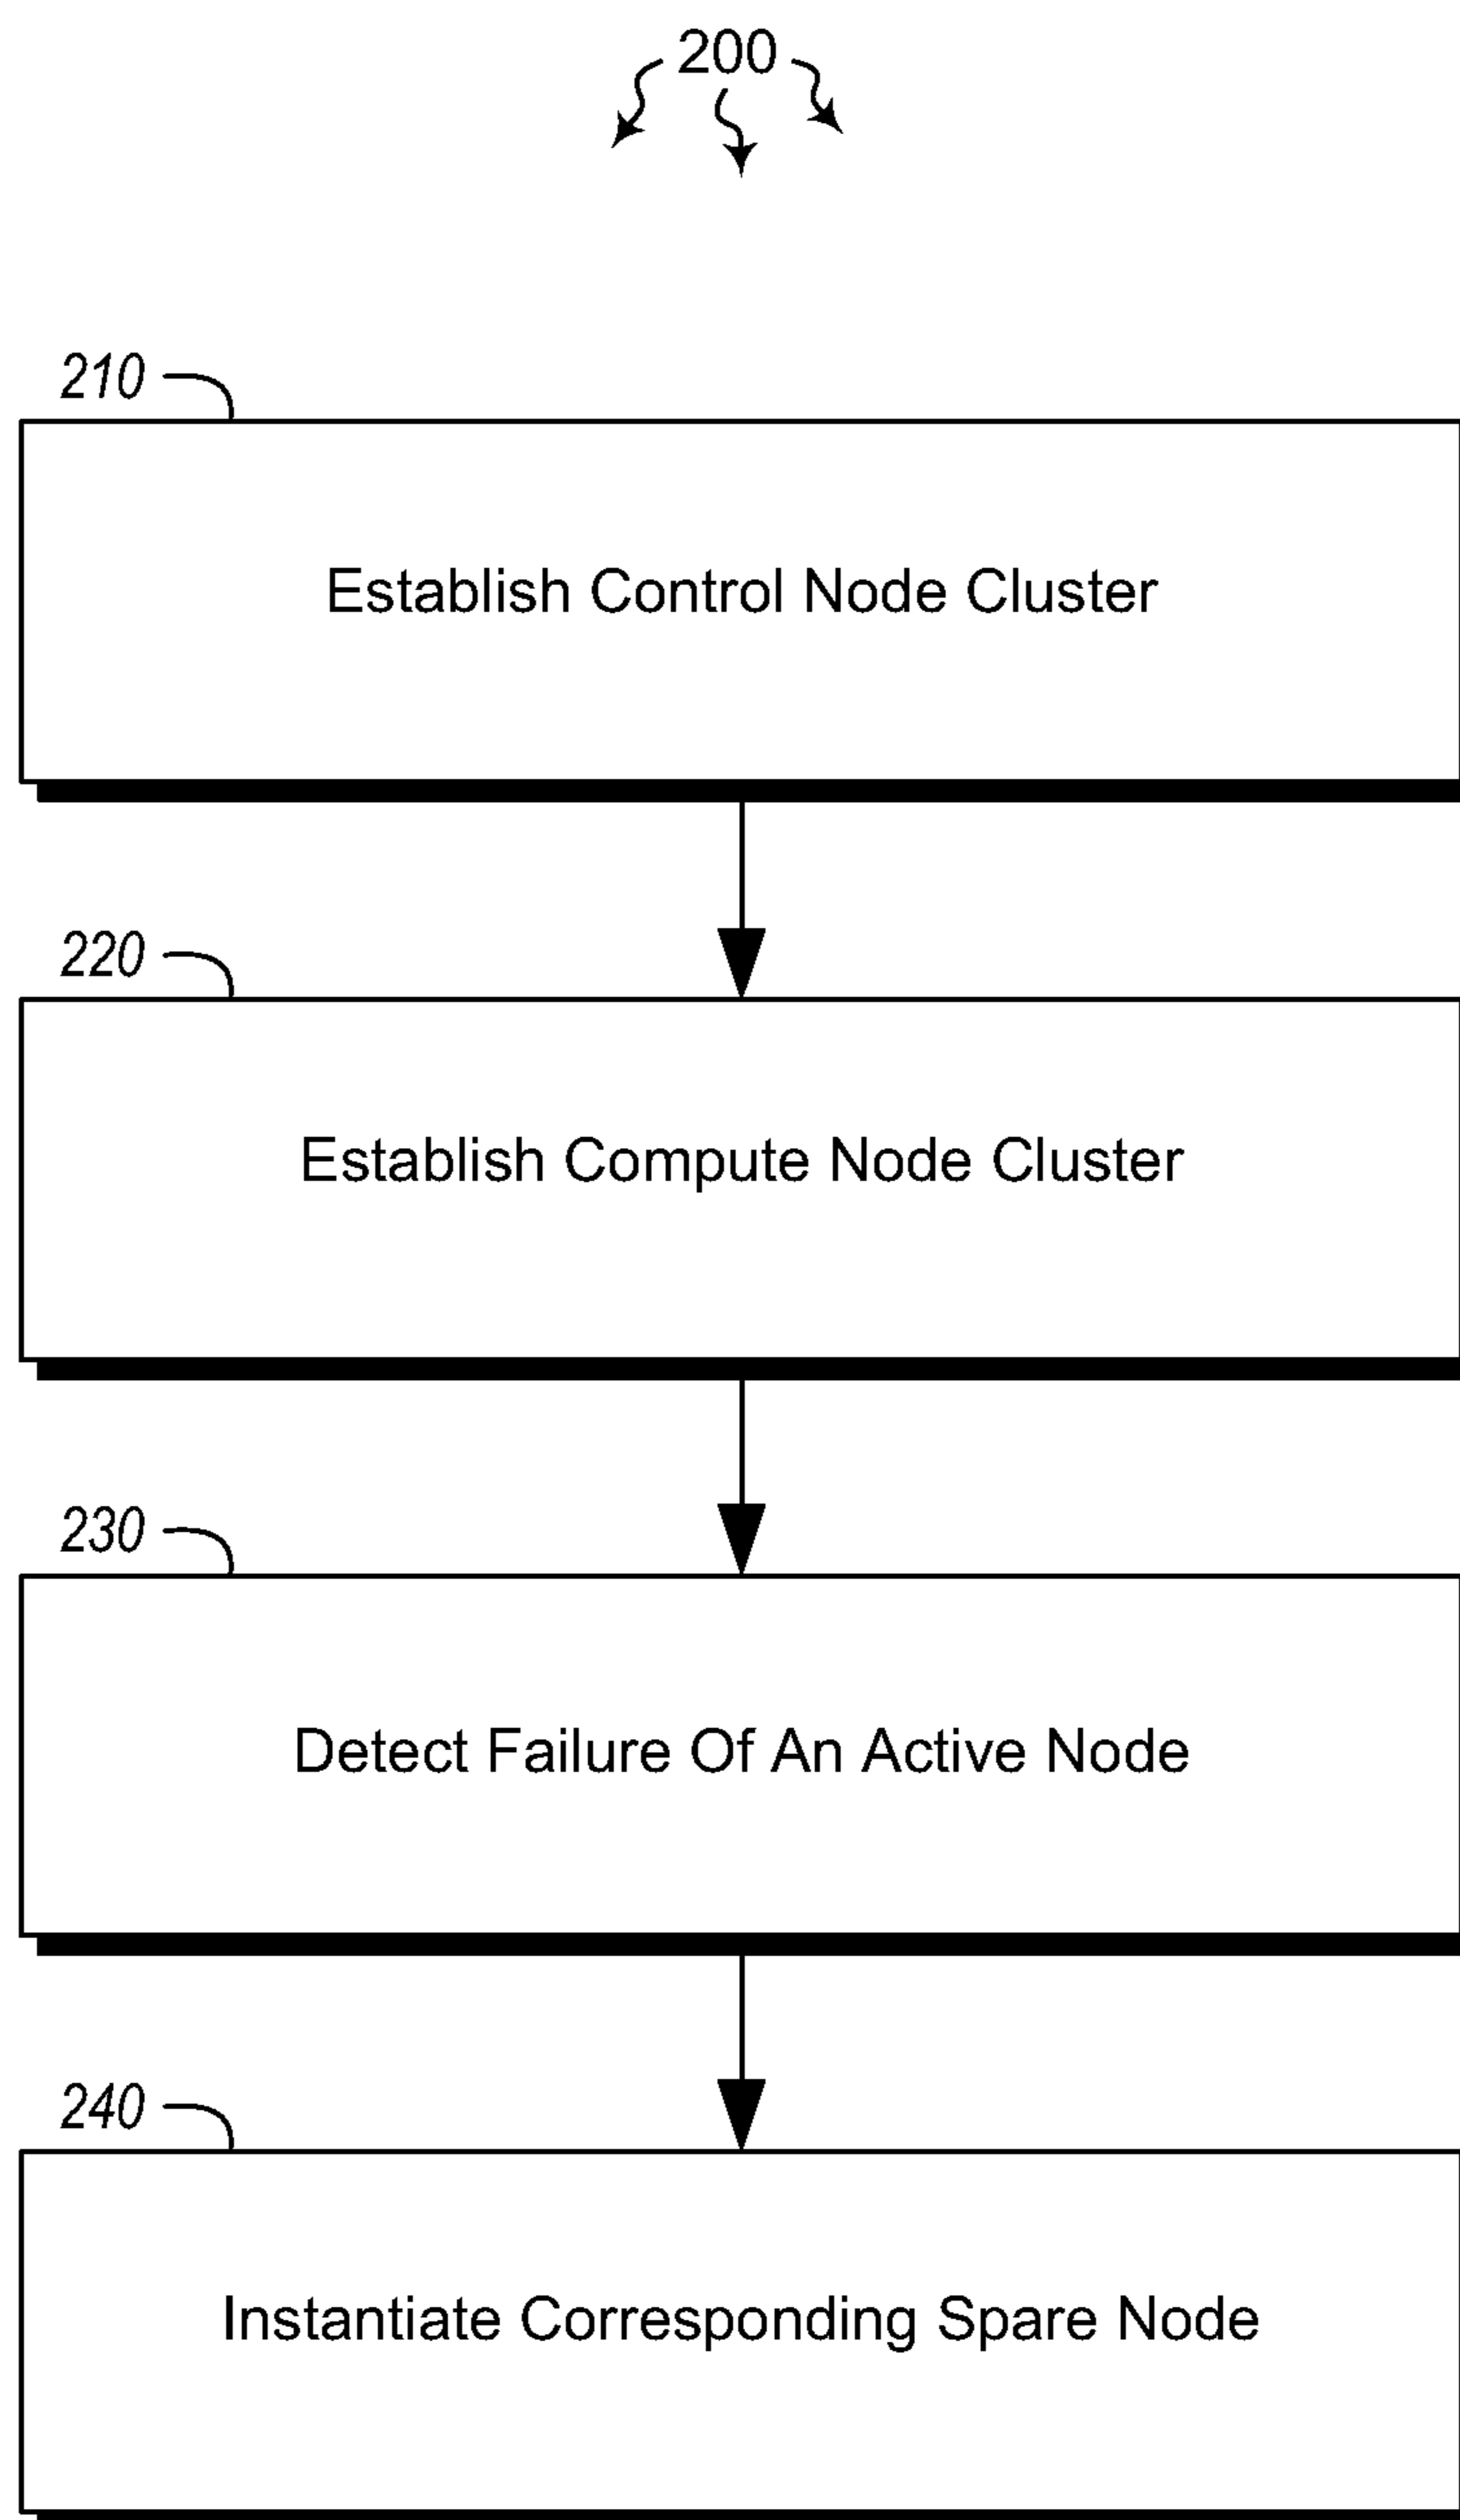 200
210
Establish Control Node Cluster
220
Establish Compute Node Cluster
230
Detect Failure Of An Active Node
240
Instantiate Corresponding Spare Node